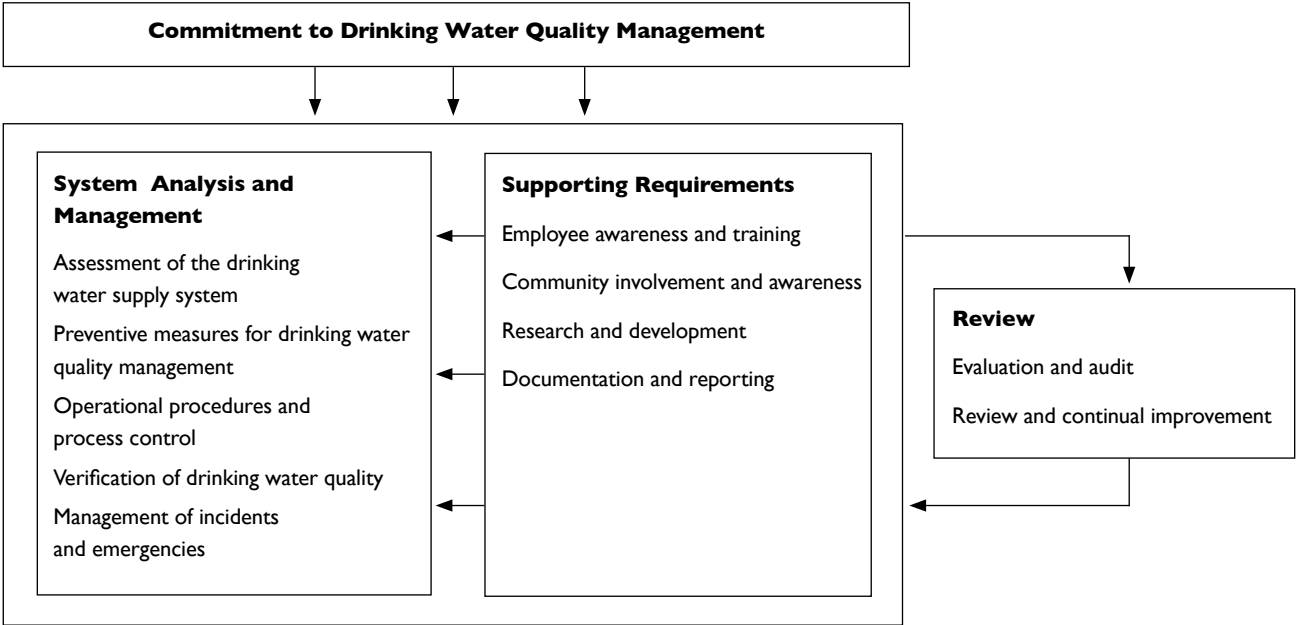 Commitment to Drinking Water Quality Management
System Analysis and
Management
Assessment of the drinking
water supply system
Preventive measures for drinking water
quality management
Operational procedures and
process control
Verification of drinking water quality
Management of incidents
and emergencies
Supporting Requirements
Employee awareness and training
Community involvement and awareness
Research and development
Documentation and reporting
Review
Evaluation and audit
Review and continual improvement